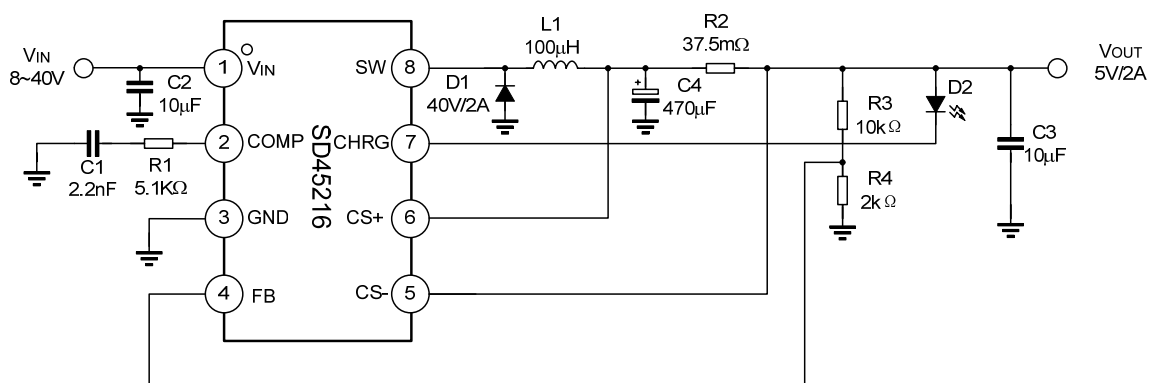 VIN
8~40V
C2
10μF
C1
2.2nF
R1
5.1KΩ
1
VIN
2
COMP
3
GND
4
FB
SD45216
SW
8
CHRG
7
CS+
6
CS-
5
D1
40V/2A
L1
100μH
C4
+
470μF
R2
37.5mΩ
R3
10kΩ
R4
2kΩ
D2
C3
10μF
VOUT
5V/2A